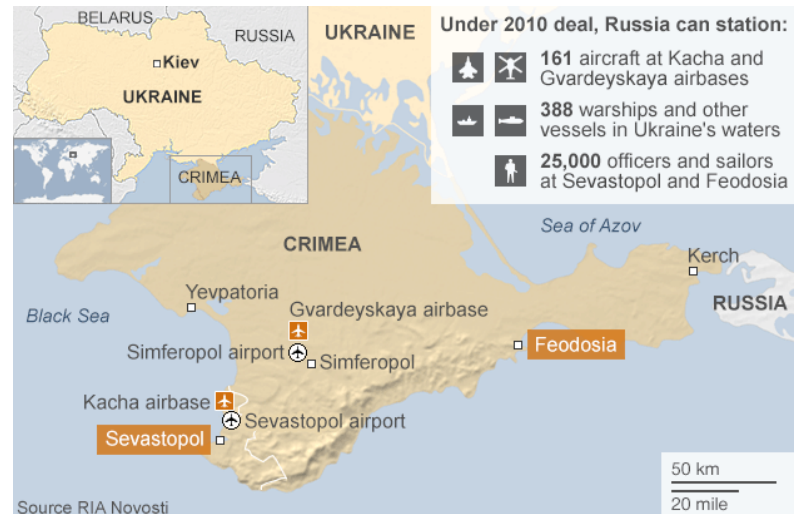 BELARUS
RUSSIA
Kiev
UKRAINE
CRIMEA
UKRAINE
Under 2010 deal, Russia can station:
161 aircraft at Kacha and
Gvardeyskaya airbases
388 warships and other
vessels in Ukraine's waters
25,000 officers and sailors
at Sevastopol and Feodosia
Sea of Azov
CRIMEA
Kerch
Yevpatoria
RUSSIA
Black Sea
Gvardeyskaya airbase
Simferopol airport
Simferopol
Feodosia
Kacha airbase
Sevastopol airport
Sevastopol
50 km
20 mile
Source RIA Novosti